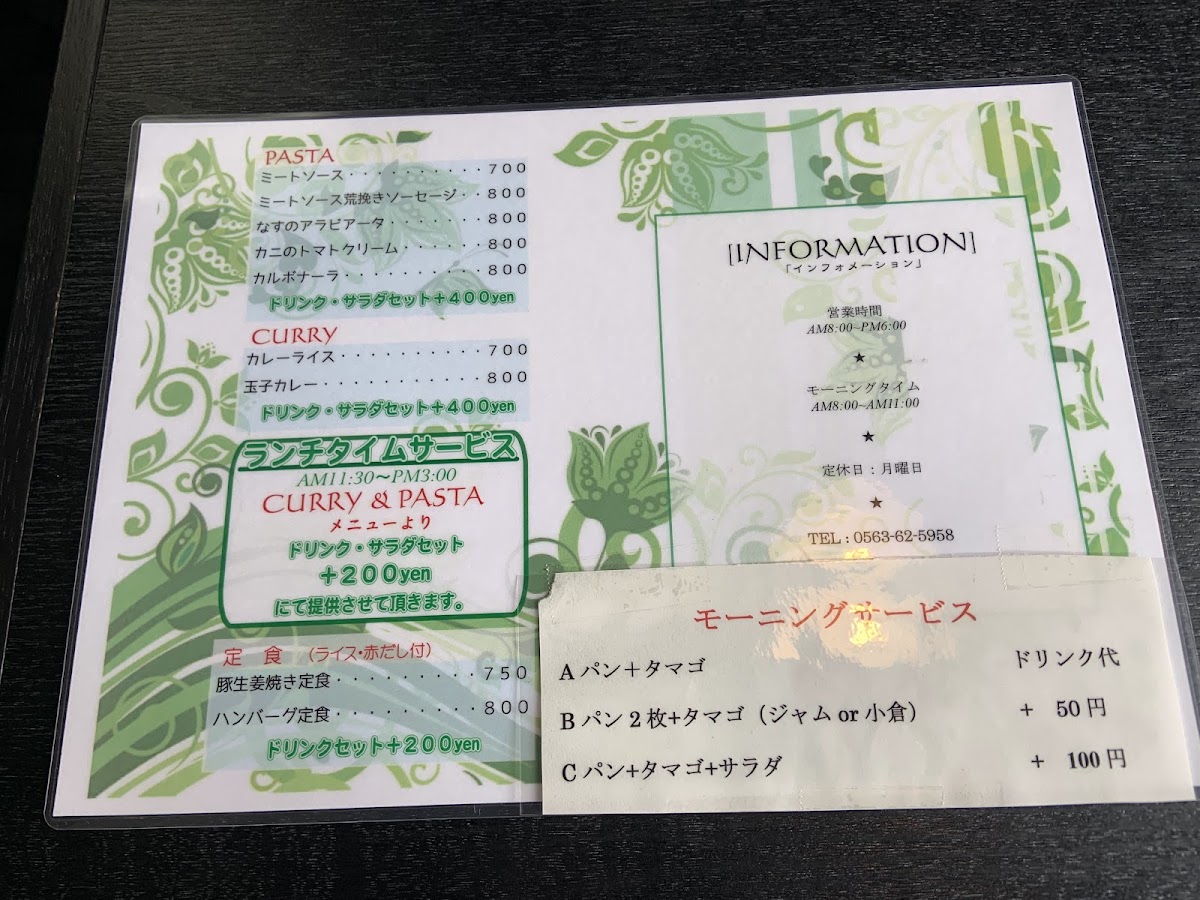 PASTA
ミートソース・・・・・・・・・・・700
ミートソース荒挽きソーセージ・・800
なすのアラビアータ・・・・・・・・800
カニのトマトクリーム・・・・・・・800
カルボナーラ・・・・・・・・・・・800
ドリンク・サラダセット+400yen
CURRY
カレーライス・・・・・・・・・・・700
玉子カレー・・・・・・・・・・・・800
ドリンク・サラダセット+400yen
ランチタイムサービス
AM11:30〜PM3:00
CURRY & PASTA
メニューより
ドリンク・サラダセット
+200yen
にて提供させて頂きます。
定 食 (ライス・赤だし付)
豚生姜焼き定食・・・・・・・・・・750
ハンバーグ定食・・・・・・・・・・800
ドリンクセット+200yen
[INFORMATION]
「インフォメーション」
営業時間
AM8:00~PM6:00
★
モーニングタイム
AM8:00~AM11:00
★
定休日:月曜日
★
TEL:0563-62-5958
モーニングサービス
A パン+タマゴ ドリンク代
B パン2枚+タマゴ(ジャム or 小倉) + 50円
C パン+タマゴ+サラダ + 100円